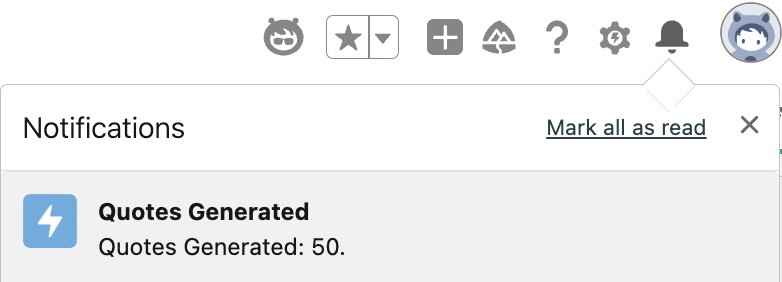 Notifications
Mark all as read
Quotes Generated
Quotes Generated: 50.